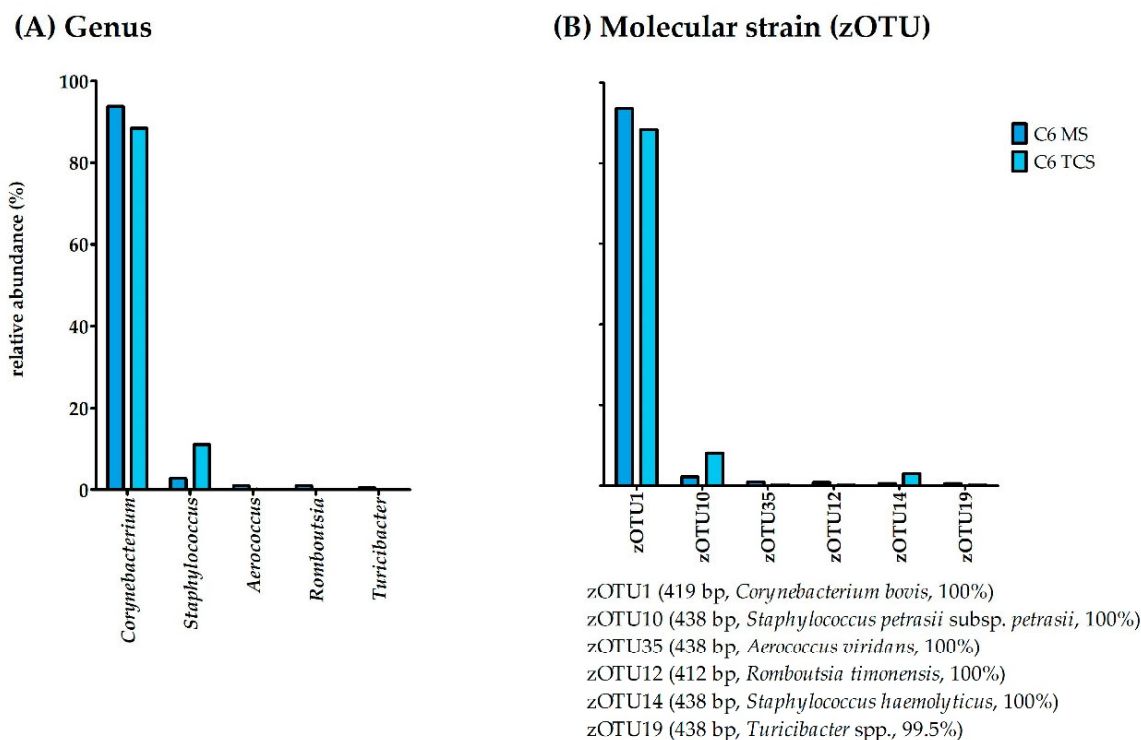 (A) Genus
(B) Molecular strain (zOTU)
relative abundance (%)
100
80
60
40
20
0
Corynebacterium
Staphylococcus
Aerococcus
Romboutsia
Turicibacter
C6 MS
C6 TCS
zOTU1
zOTU10
zOTU35
zOTU12
zOTU14
zOTU19
zOTU1 (419 bp, Corynebacterium bovis, 100%)
zOTU10 (438 bp, Staphylococcus petrasii subsp. petrasii, 100%)
zOTU35 (438 bp, Aerococcus viridans, 100%)
zOTU12 (412 bp, Romboutsia timonensis, 100%)
zOTU14 (438 bp, Staphylococcus haemolyticus, 100%)
zOTU19 (438 bp, Turicibacter spp., 99.5%)